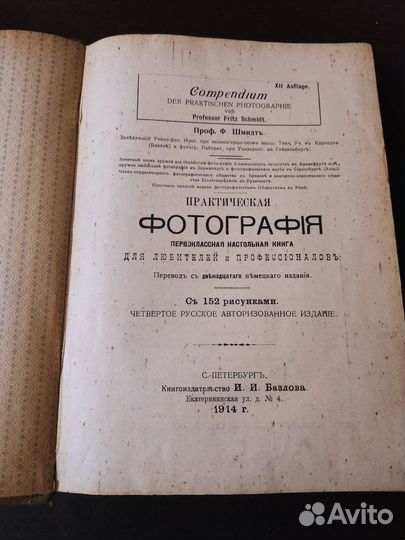 XII Auflage.
Compendium
DER PRAKTISCHEN PHOTOGRAPHIE
von
Professor Fritz Schmidt.
Проф. Ф. Шмидтъ.
ПРАКТИЧЕСКАЯ
ФОТОГРАФІЯ
ПЕРВОКЛАССНАЯ НАСТОЛЬНАЯ КНИГА
ДЛЯ ЛЮБИТЕЛЕЙ И ПРОФЕССІОНАЛОВЪ
Переводъ съ двѣнадцатаго нѣмецкаго изданія.
Съ 152 рисунками.
ЧЕТВЕРТОЕ РУССКОЕ АВТОРИЗОВАННОЕ ИЗДАНІЕ.
С.-ПЕТЕРБУРГЪ.
Книгоиздательство И. И. Базлова.
Екатерининская ул. д. № 4.
1914 г.
Avito